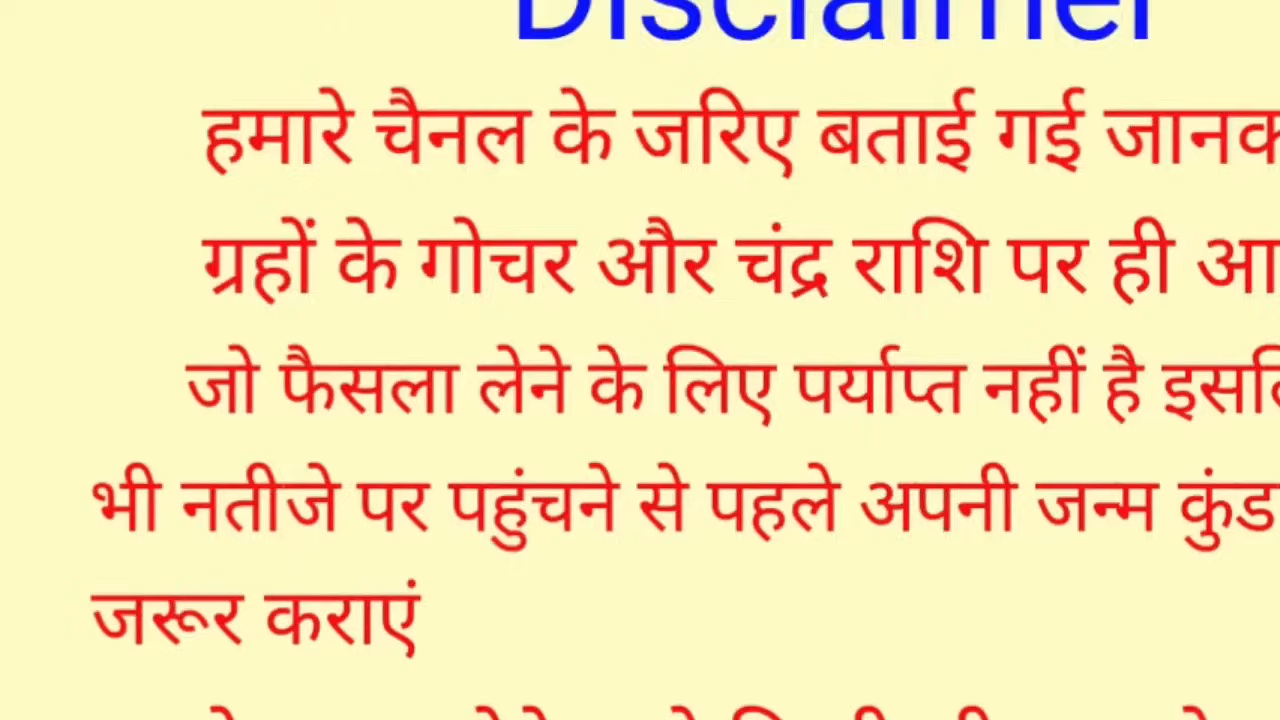 Disclaimer
हमारे चैनल के जरिए बताई गई
ग्रहों के गोचर और चंद्र राशि पर ही
जो फैसला लेने के लिए पर्याप्त नहीं है
भी नतीजे पर पहुंचने से पहले अपनी जन्म
जरूर कराएं